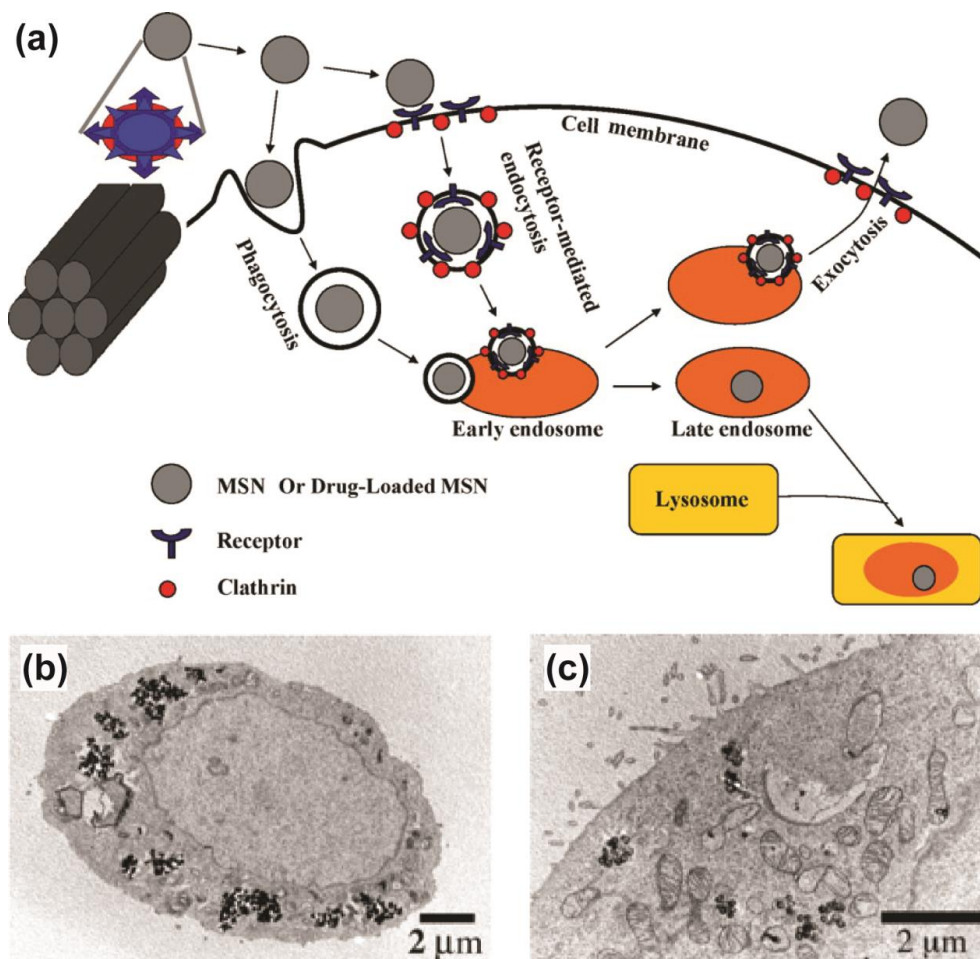 (a)
Cell membrane
Receptor-mediated
endocytosis
Exocytosis
Phagocytosis
Early endosome
Late endosome
MSN Or Drug-Loaded MSN
Lysosome
Receptor
Clathrin
(b)
2 μm
(c)
2 μm